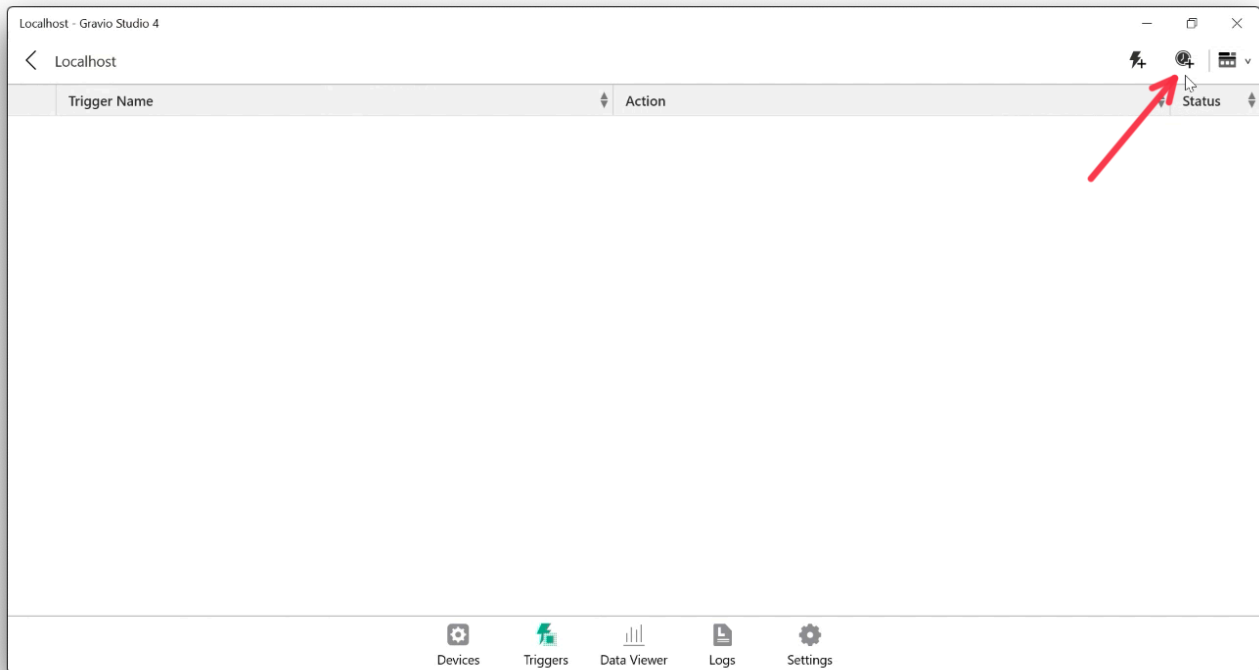 Localhost - Gravio Studio 4
Localhost
Trigger Name Action Status
Devices Triggers Data Viewer Logs Settings